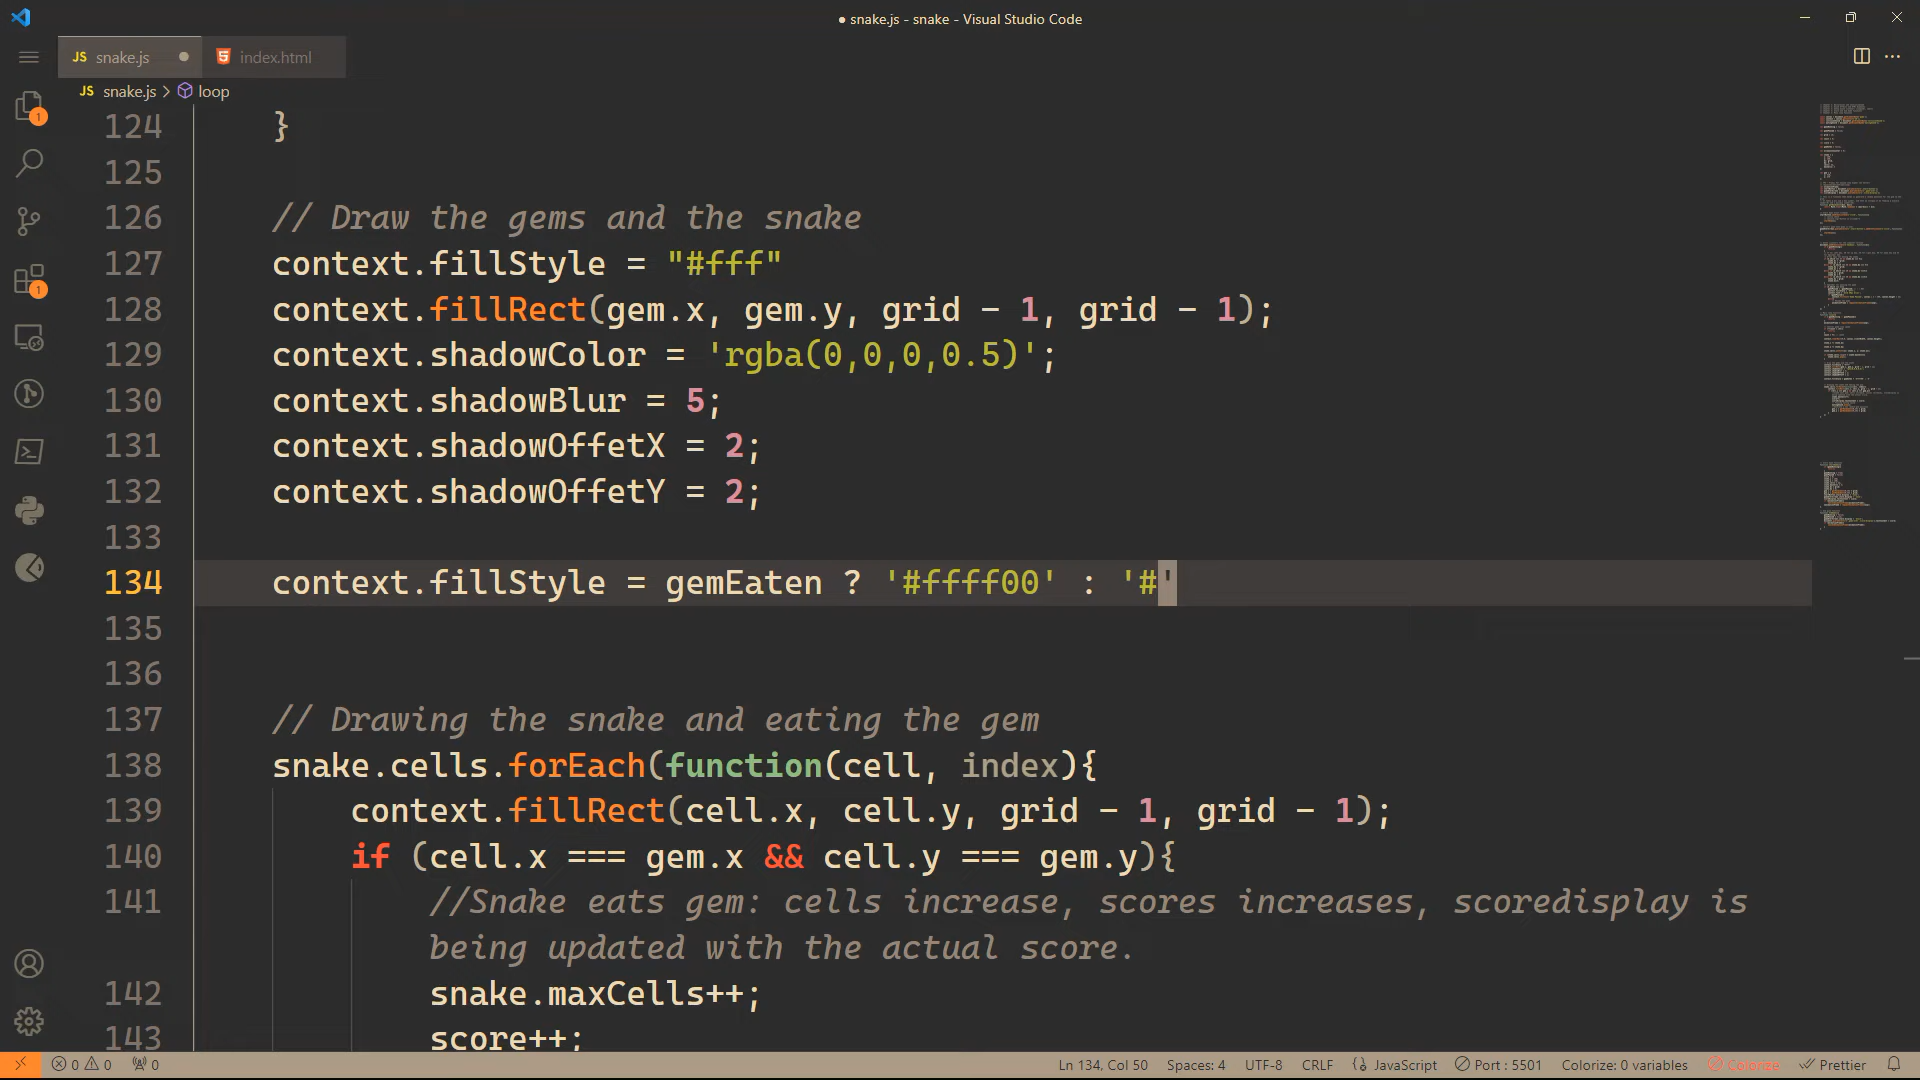 ● snake.js - snake - Visual Studio Code
JS snake.js ●
index.html
JS snake.js > loop
124 }
125
126 // Draw the gems and the snake
127 context.fillStyle = "#fff"
128 context.fillRect(gem.x, gem.y, grid - 1, grid - 1);
129 context.shadowColor = 'rgba(0,0,0,0.5)';
130 context.shadowBlur = 5;
131 context.shadowOffetX = 2;
132 context.shadowOffetY = 2;
133
134 context.fillStyle = gemEaten ? '#ffff00' : '#'
135
136
137 // Drawing the snake and eating the gem
138 snake.cells.forEach(function(cell, index){
139 context.fillRect(cell.x, cell.y, grid - 1, grid - 1);
140 if (cell.x === gem.x && cell.y === gem.y){
141 //Snake eats gem: cells increase, scores increases, scoredisplay is
being updated with the actual score.
142 snake.maxCells++;
143 score++;
1
1
0 0 0 Ln 134, Col 50 Spaces: 4 UTF-8 CRLF {} JavaScript Port : 5501 Colorize: 0 variables Colorize Prettier